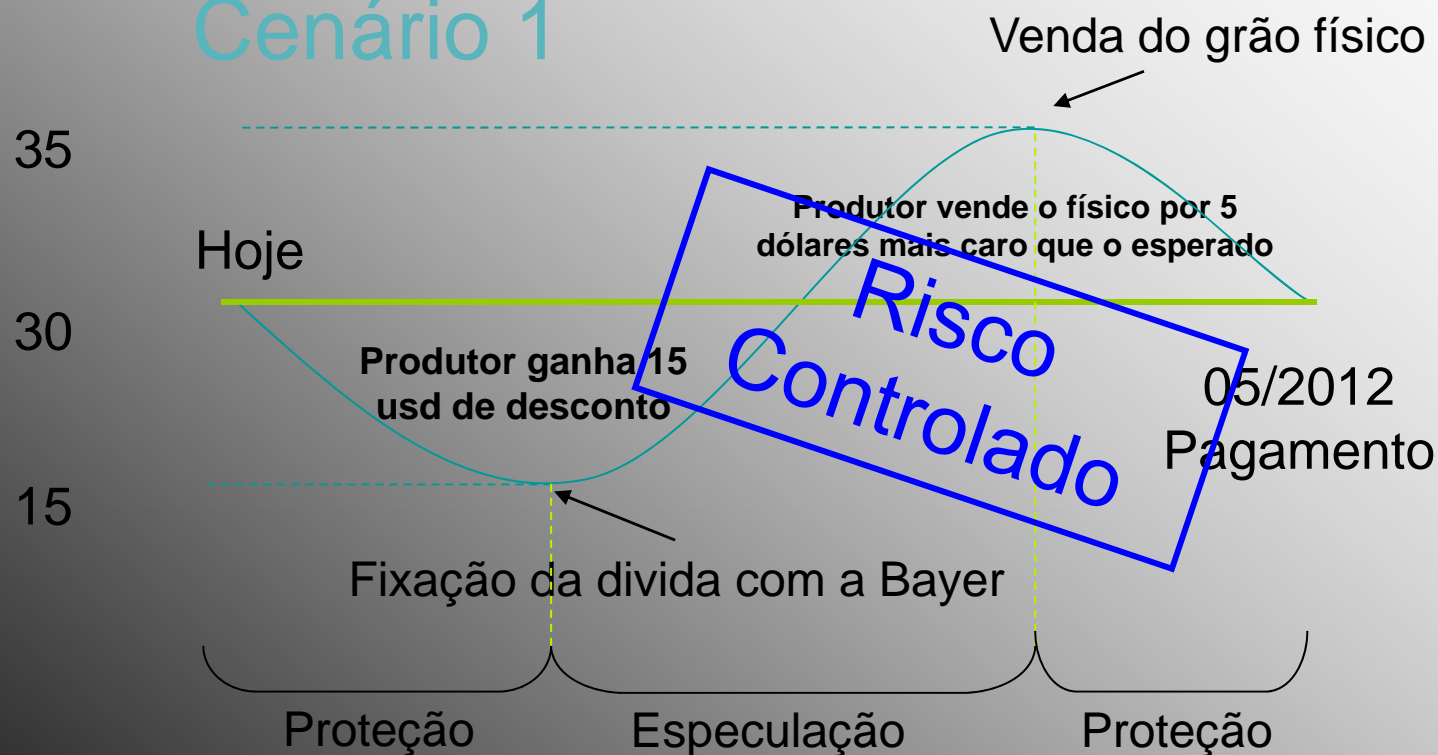 Cenário 1
Venda do grão físico
35
Produtor vende o físico por 5
dólares mais caro que o esperado
Hoje
30
Risco
Controlado
Produtor ganha 15
usd de desconto
05/2012
Pagamento
15
Fixação da divida com a Bayer
Proteção
Especulação
Proteção